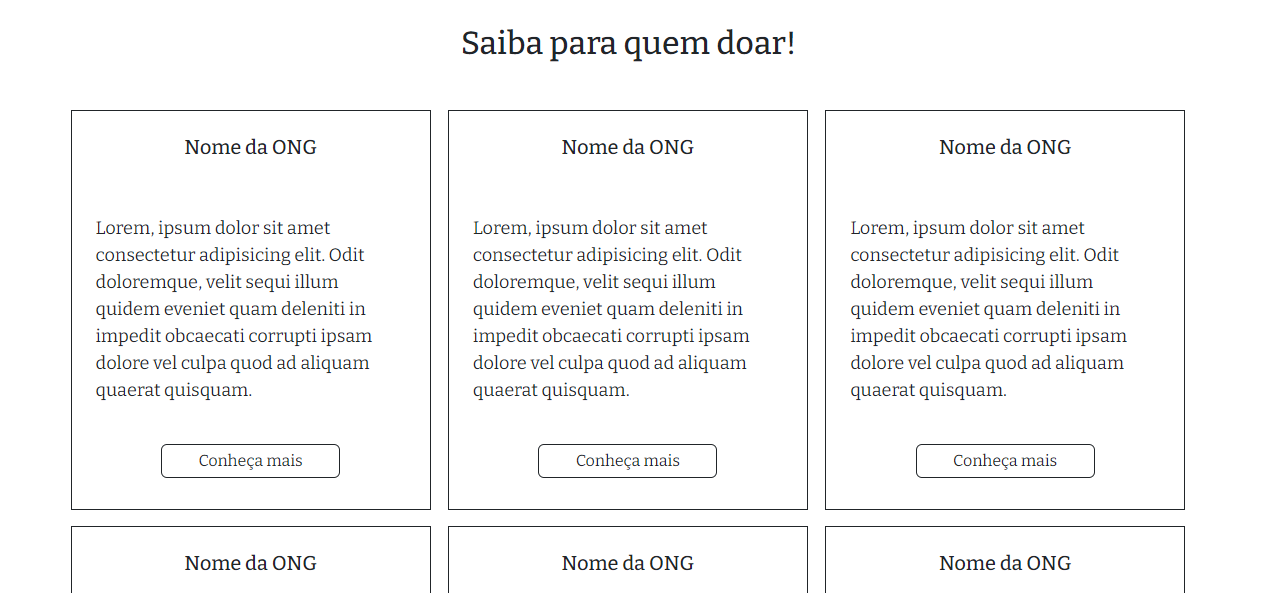 Saiba para quem doar!
Nome da ONG
Lorem, ipsum dolor sit amet
consectetur adipisicing elit. Odit
doloremque, velit sequi illum
quidem eveniet quam deleniti in
impedit obcaecati corrupti ipsam
dolore vel culpa quod ad aliquam
quaerat quisquam.
Conheça mais
Nome da ONG
Lorem, ipsum dolor sit amet
consectetur adipisicing elit. Odit
doloremque, velit sequi illum
quidem eveniet quam deleniti in
impedit obcaecati corrupti ipsam
dolore vel culpa quod ad aliquam
quaerat quisquam.
Conheça mais
Nome da ONG
Lorem, ipsum dolor sit amet
consectetur adipisicing elit. Odit
doloremque, velit sequi illum
quidem eveniet quam deleniti in
impedit obcaecati corrupti ipsam
dolore vel culpa quod ad aliquam
quaerat quisquam.
Conheça mais
Nome da ONG
Nome da ONG
Nome da ONG